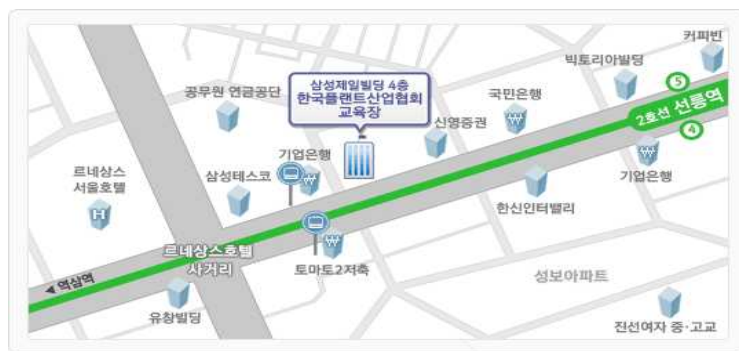 커피빈
빅토리아빌딩
5
삼성제일빌딩 4층
한국플랜트산업협회
교육장
공무원 연금공단
국민은행
2호선 선릉역
4
신영증권
기업은행
르네상스
서울호텔
삼성테스코
기업은행
한신인터밸리
H
르네상스호텔
사거리
토마토2저축
성보아파트
◀ 역삼역
유창빌딩
진선여자 중·고교